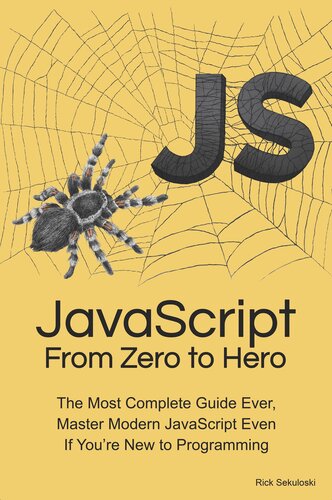 JS
JavaScript
From Zero to Hero
The Most Complete Guide Ever,
Master Modern JavaScript Even
If You're New to Programming
Rick Sekuloski